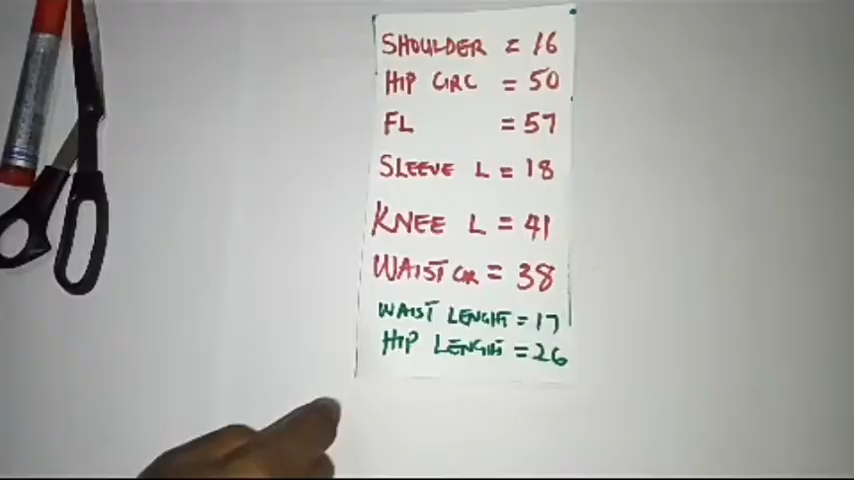 SHOULDER = 16
HIP CIRC = 50
FL = 57
SLEEVE L = 18
KNEE L = 41
WAIST CIR = 38
WAIST LENGHT = 17
HIP LENGHT = 26